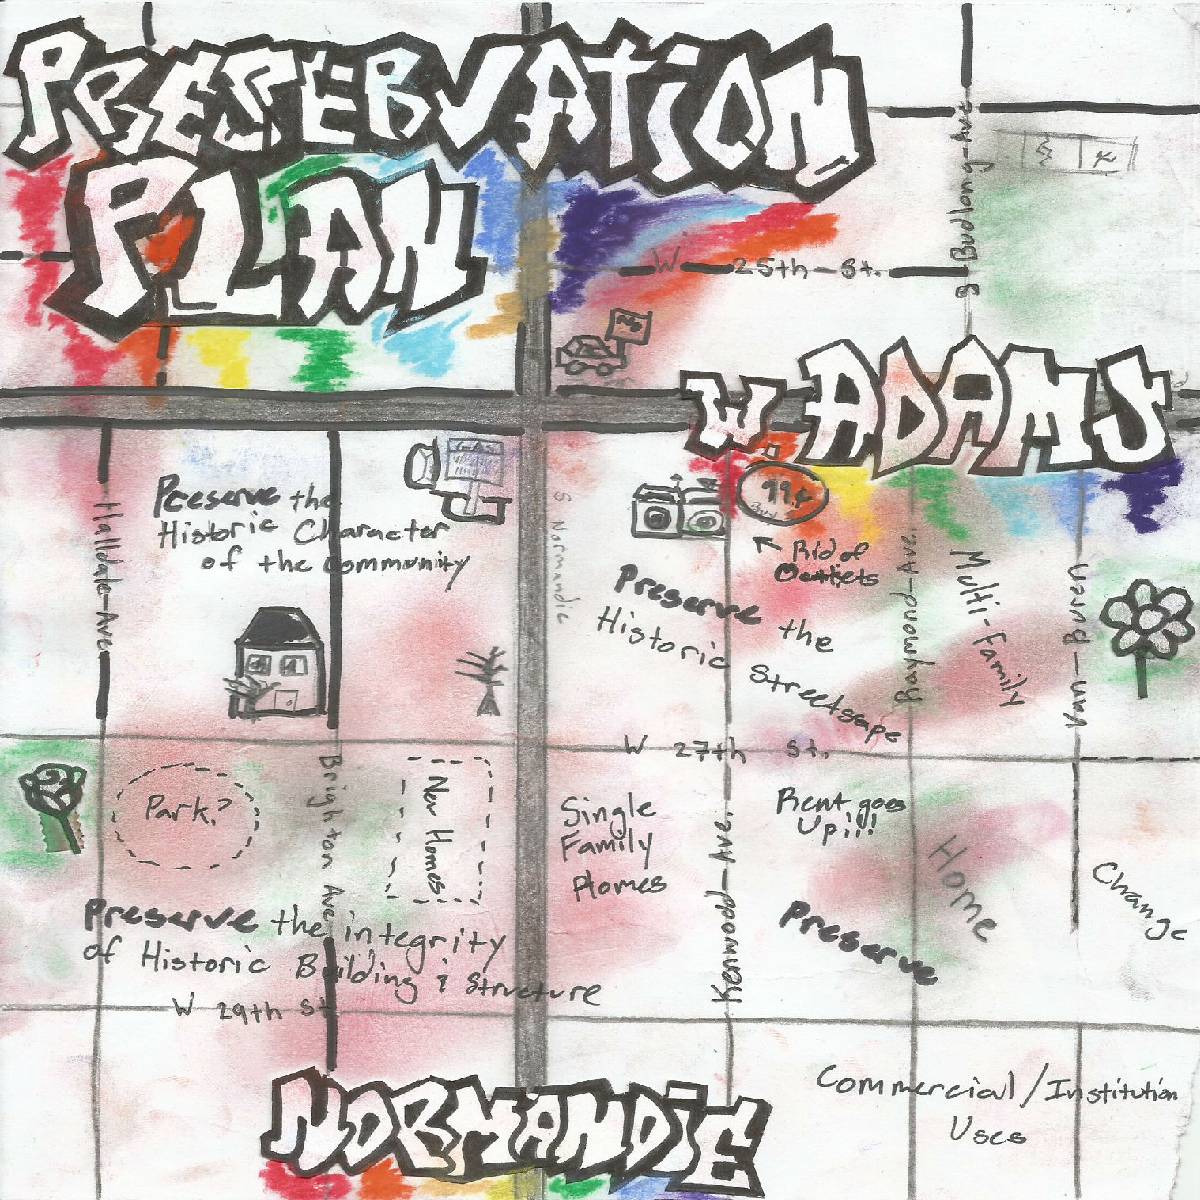 PRESERVATION
PLAN
S Budlong Ave
W 25th St.
W ADAMS
Halldale Ave
Preserve the
Historic Character
of the Community
S Normandie
99¢
Rid of
Outlets
Preserve the
Historic Streetsape
Raymond Ave.
Multi-Family
Van Buren
W 27th St.
Park?
Brighton Ave
New Homes
Single
Family
Homes
Kenwodd Ave.
Rent goes
Up!!!
Home
Change
Preserve
Preserve the integrity
of Historic Building & Structure
W 29th St
Commercial/Institution
Uses
NORMANDIE